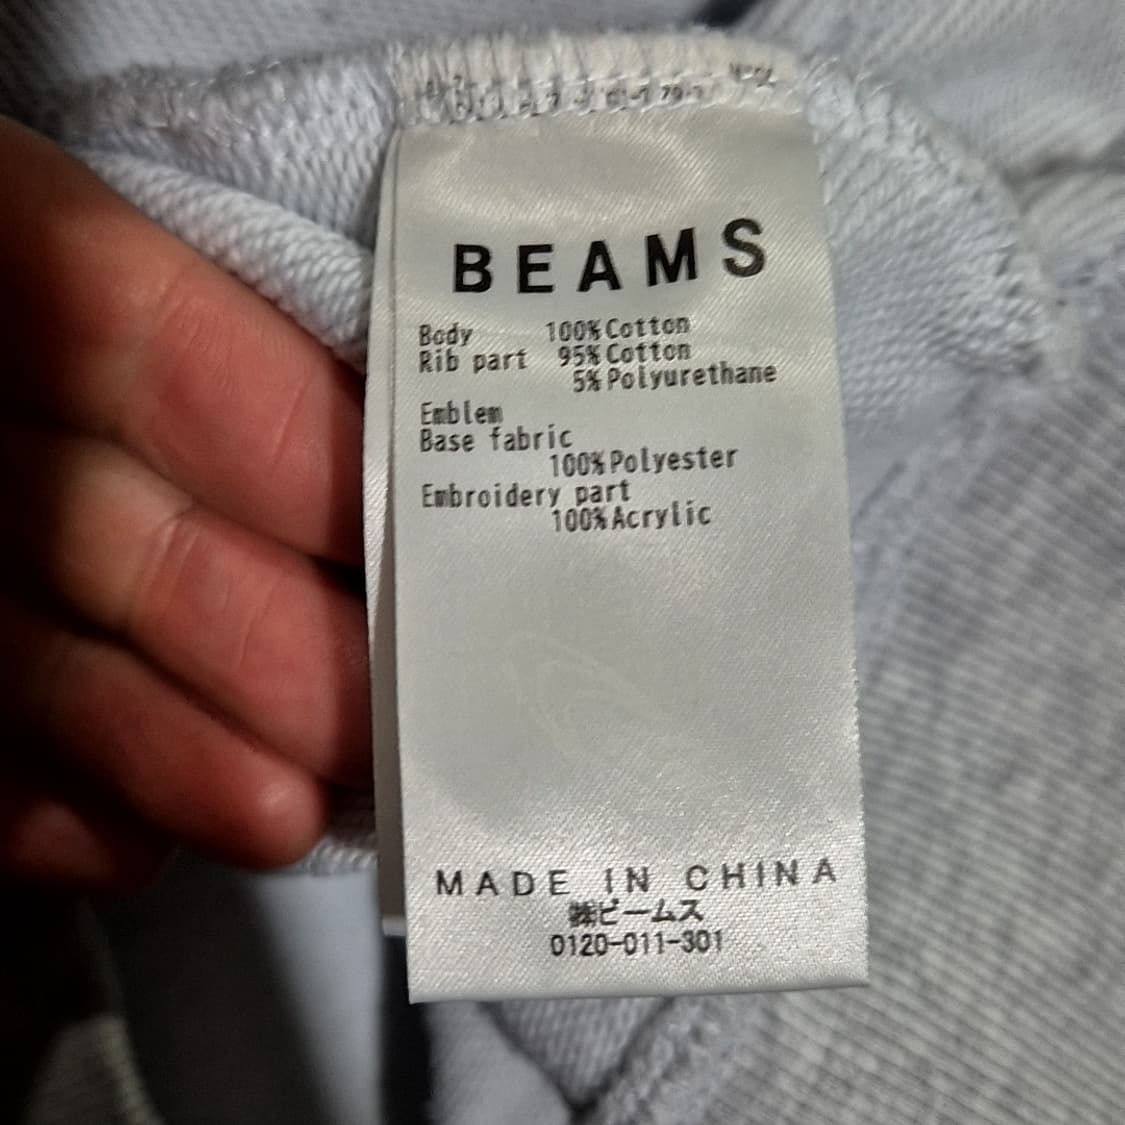 BEAMS
Body 100%Cotton
Rib part 95%Cotton
5%Polyurethane
Emblem
Base fabric
100%Polyester
Embroidery part
100%Acrylic
MADE IN CHINA
㈱ビームス
0120-011-301